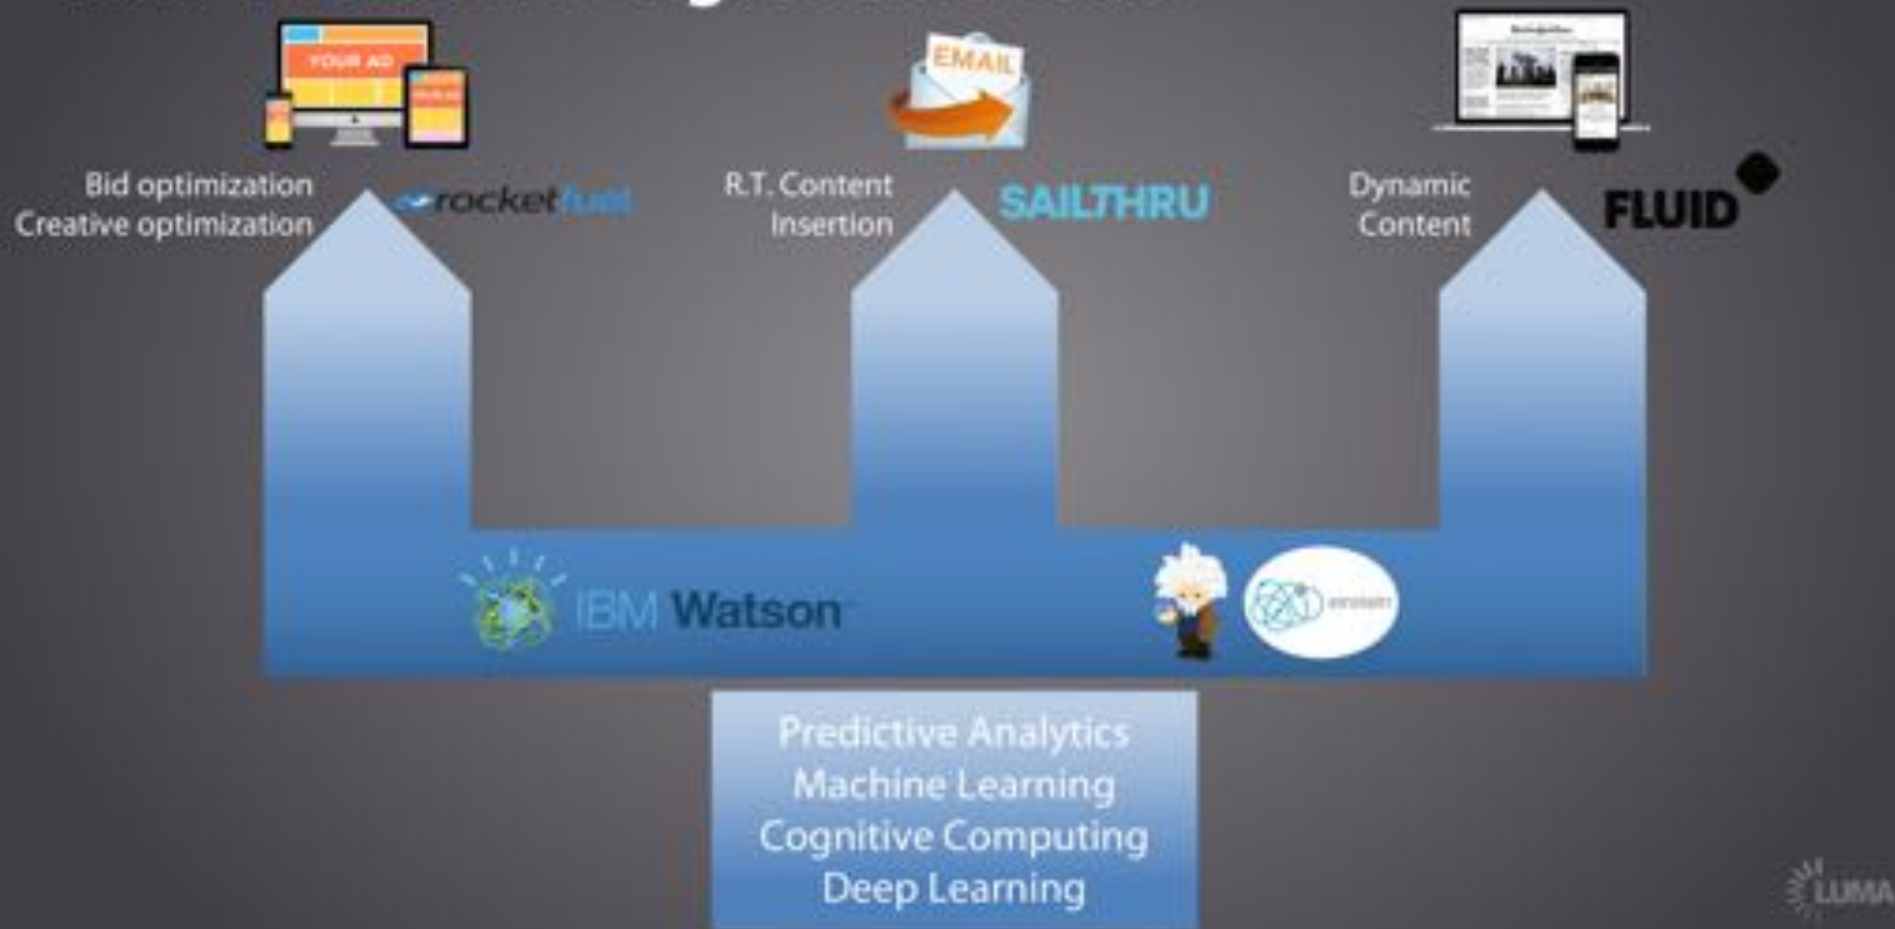 YOUR AD
EMAIL
Bid optimization
Creative optimization
rocketfuel
R.T. Content
Insertion
SAILTHRU
Dynamic
Content
FLUID
IBM Watson
einstein
Predictive Analytics
Machine Learning
Cognitive Computing
Deep Learning
LUMA